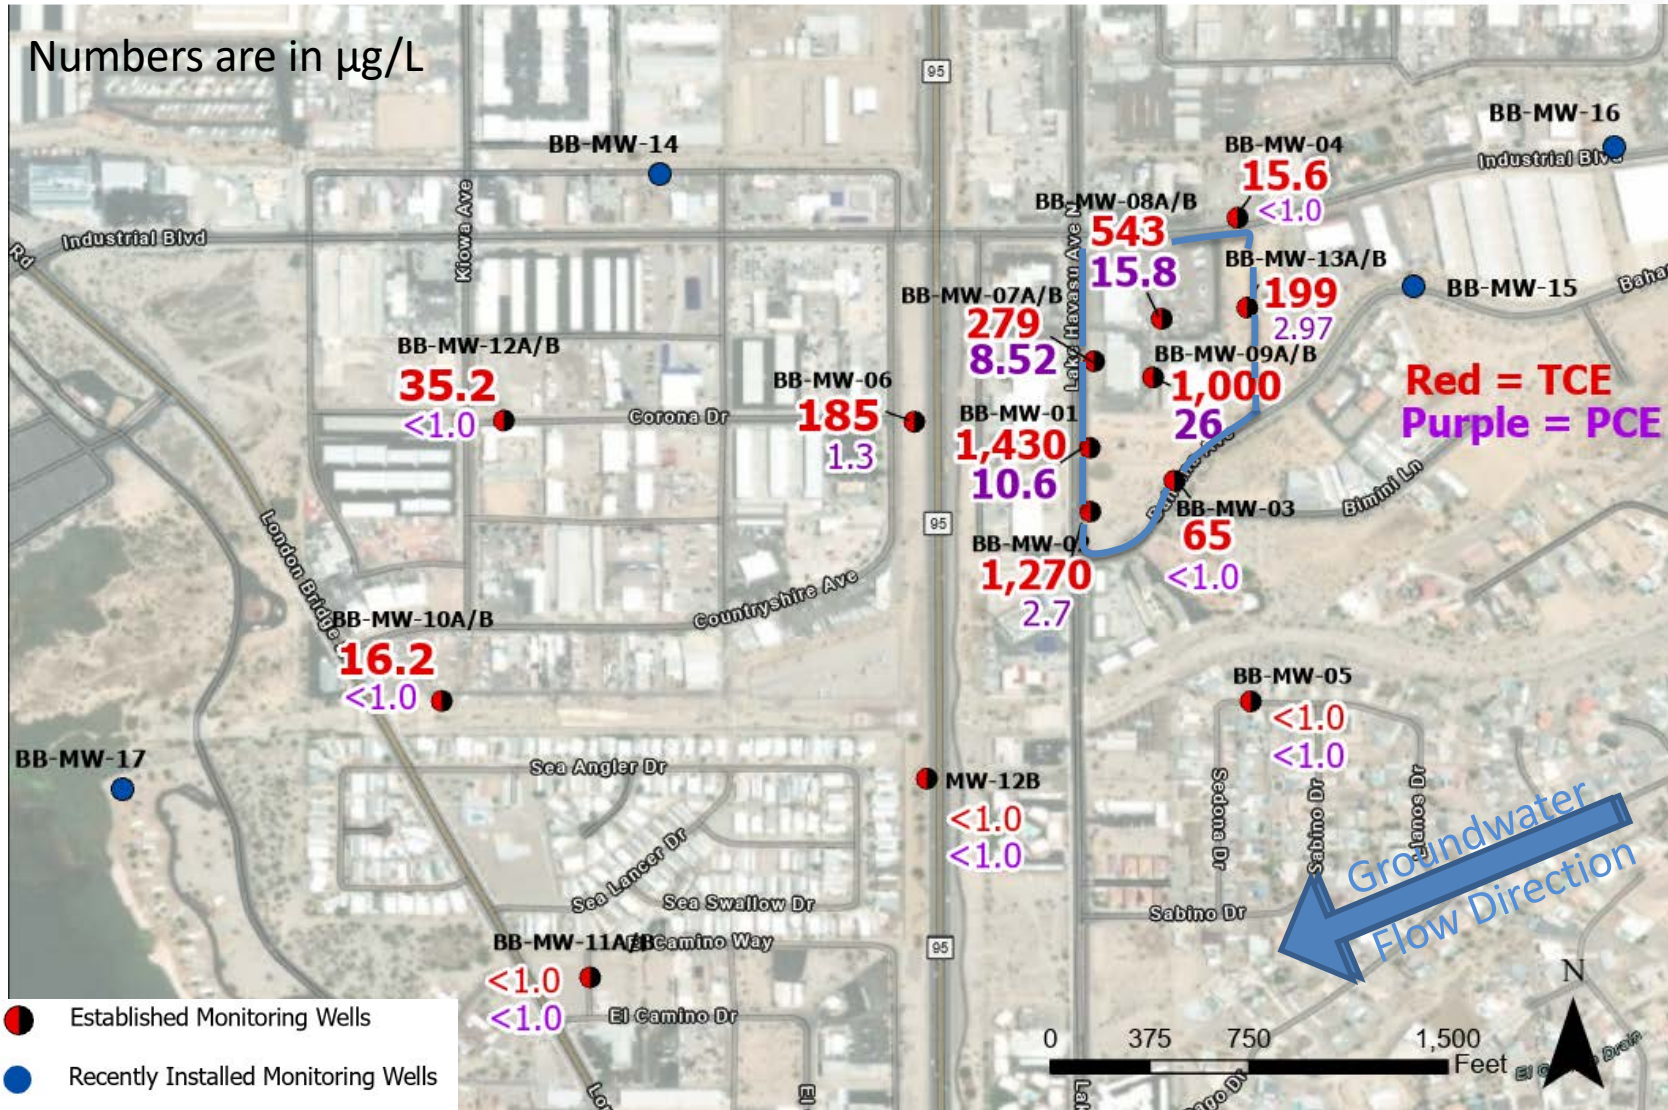 Numbers are in µg/L
95
BB-MW-16
BB-MW-14
BB-MW-04
15.6
<1.0
Industrial Blvd
Kiowa Ave
BB-MW-08A/B
543
15.8
Lake Havasu Ave N
Industrial Blvd
Rd
BB-MW-13A/B
199
2.97
BB-MW-15
BB-MW-07A/B
279
8.52
BB-MW-12A/B
35.2
<1.0
BB-MW-09A/B
1,000
26
Red = TCE
Purple = PCE
BB-MW-06
185
1.3
Corona Dr
BB-MW-01
1,430
10.6
Bimini Ln
BB-MW-03
65
<1.0
95
BB-MW-02
1,270
2.7
London Bridge
Countryshire Ave
BB-MW-10A/B
16.2
<1.0
BB-MW-05
<1.0
<1.0
BB-MW-17
Sea Angler Dr
MW-12B
<1.0
<1.0
Sedona Dr
Sabino Dr
Llanos Dr
Groundwater
Flow Direction
Sea Lancer Dr
Sea Swallow Dr
Sabino Dr
BB-MW-11A/B
El Camino Way
<1.0
<1.0
95
El Camino Dr
N
Established Monitoring Wells
Recently Installed Monitoring Wells
0 375 750 1,500
Feet
Drain
El